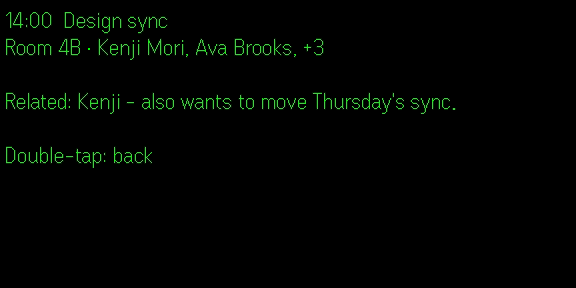 14:00 Design sync
Room 4B · Kenji Mori, Ava Brooks, +3
Related: Kenji - also wants to move Thursday's sync.
Double-tap: back